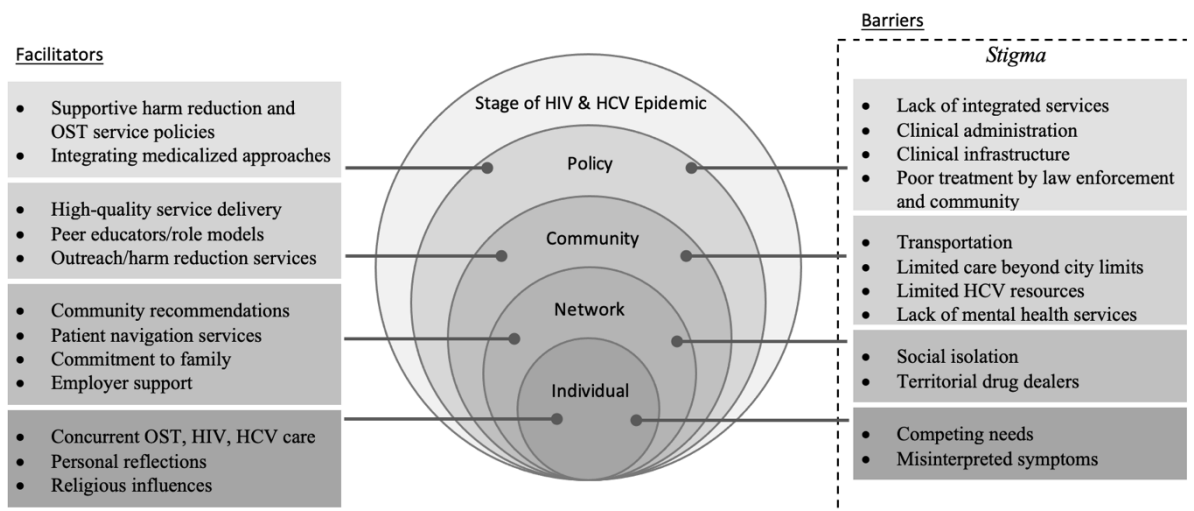 Facilitators
• Supportive harm reduction and
OST service policies
• Integrating medicalized approaches
• High-quality service delivery
• Peer educators/role models
• Outreach/harm reduction services
• Community recommendations
• Patient navigation services
• Commitment to family
• Employer support
• Concurrent OST, HIV, HCV care
• Personal reflections
• Religious influences
Stage of HIV & HCV Epidemic
Policy
Community
Network
Individual
Barriers
Stigma
• Lack of integrated services
• Clinical administration
• Clinical infrastructure
• Poor treatment by law enforcement
and community
• Transportation
• Limited care beyond city limits
• Limited HCV resources
• Lack of mental health services
• Social isolation
• Territorial drug dealers
• Competing needs
• Misinterpreted symptoms